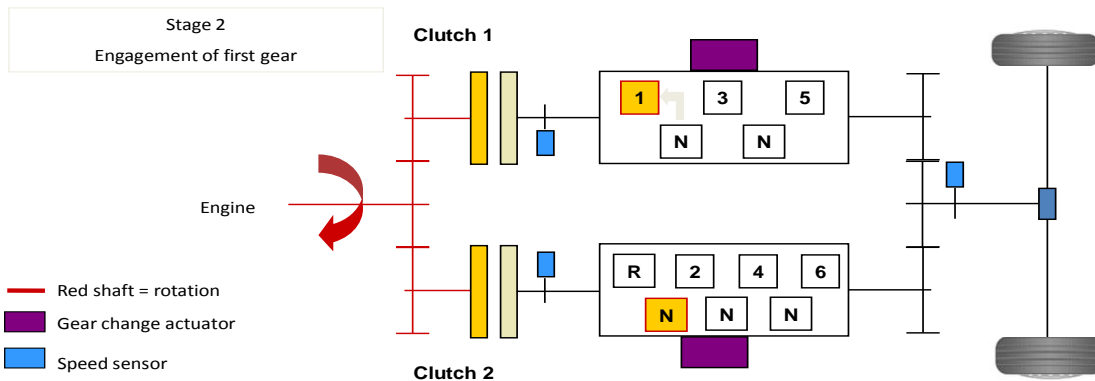 Stage 2
Engagement of first gear
Clutch 1
1 3 5
N N
Engine
R 2 4 6
N N N
Red shaft = rotation
Gear change actuator
Speed sensor
Clutch 2